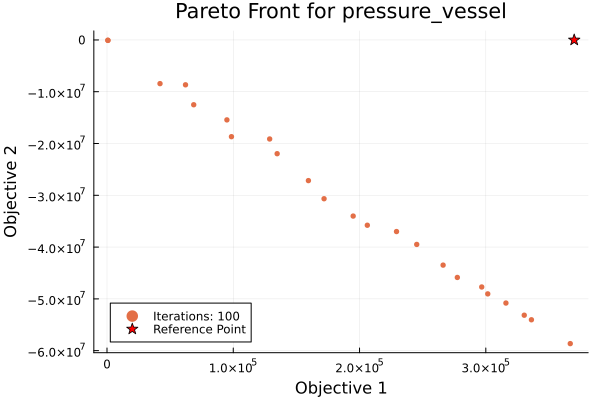 Pareto Front for pressure_vessel
Objective 2
0
−1.0×10⁷
−2.0×10⁷
−3.0×10⁷
−4.0×10⁷
−5.0×10⁷
−6.0×10⁷
Iterations: 100
Reference Point
0 1.0×10⁵ 2.0×10⁵ 3.0×10⁵
Objective 1